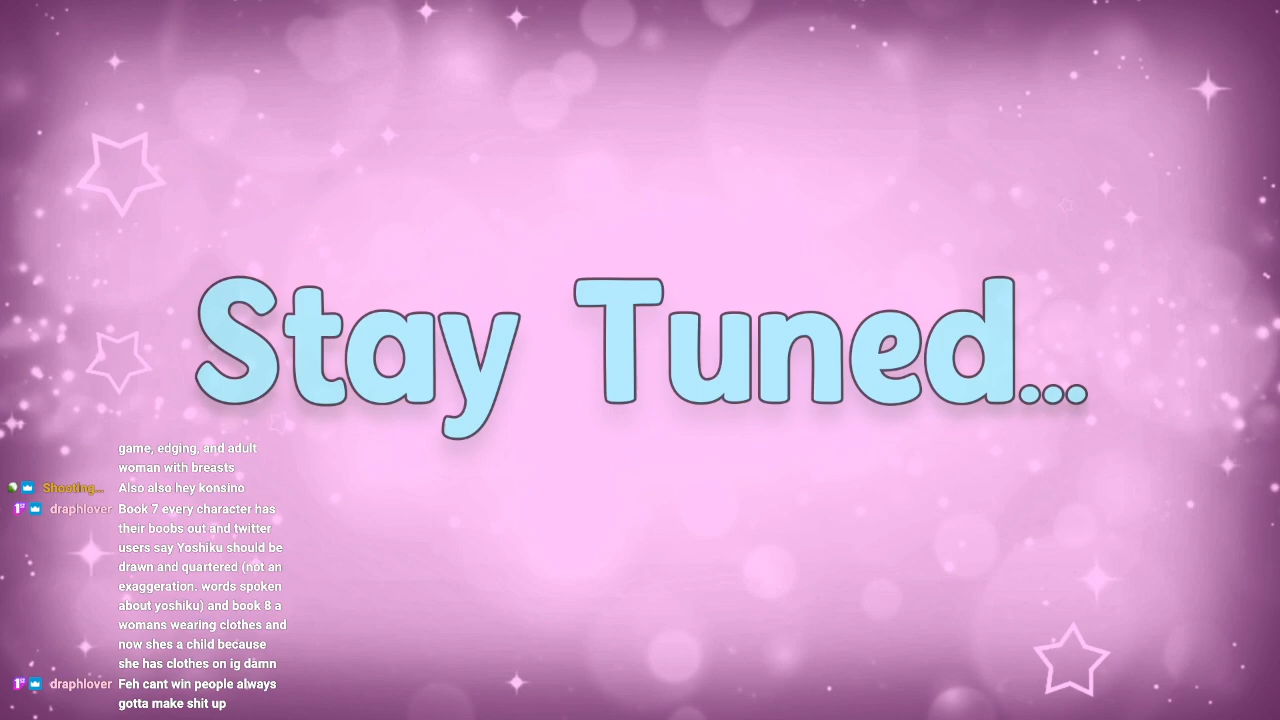 Stay Tuned...
game, edging, and adult
woman with breasts
Shooting... Also also hey konsino
1st draphlover Book 7 every character has
their boobs out and twitter
users say Yoshiku should be
drawn and quartered (not an
exaggeration. words spoken
about yoshiku) and book 8 a
womans wearing clothes and
now shes a child because
she has clothes on ig damn
1st draphlover Feh cant win people always
gotta make shit up